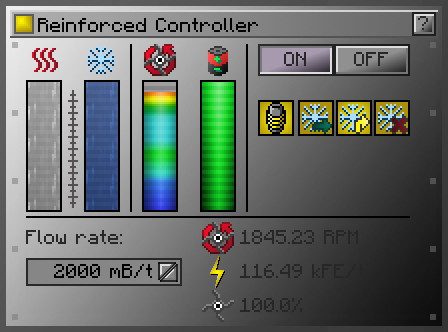 Reinforced Controller
?
ON OFF
Flow rate:
2000 mB/t
1845.23 RPM
116.49 kFE/t
100.0%